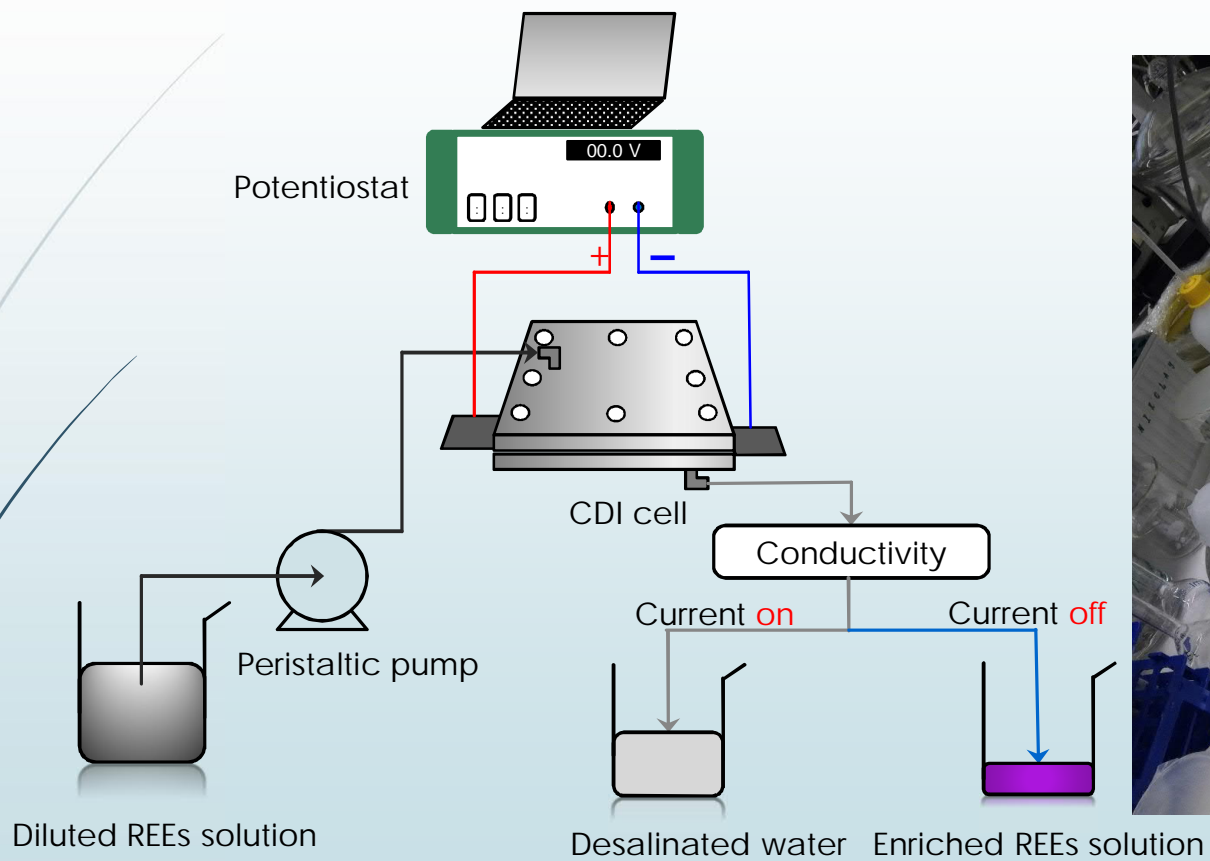 00.0 V
Potentiostat
+
−
CDI cell
Conductivity
Current on
Current off
Peristaltic pump
Diluted REEs solution
Desalinated water
Enriched REEs solution